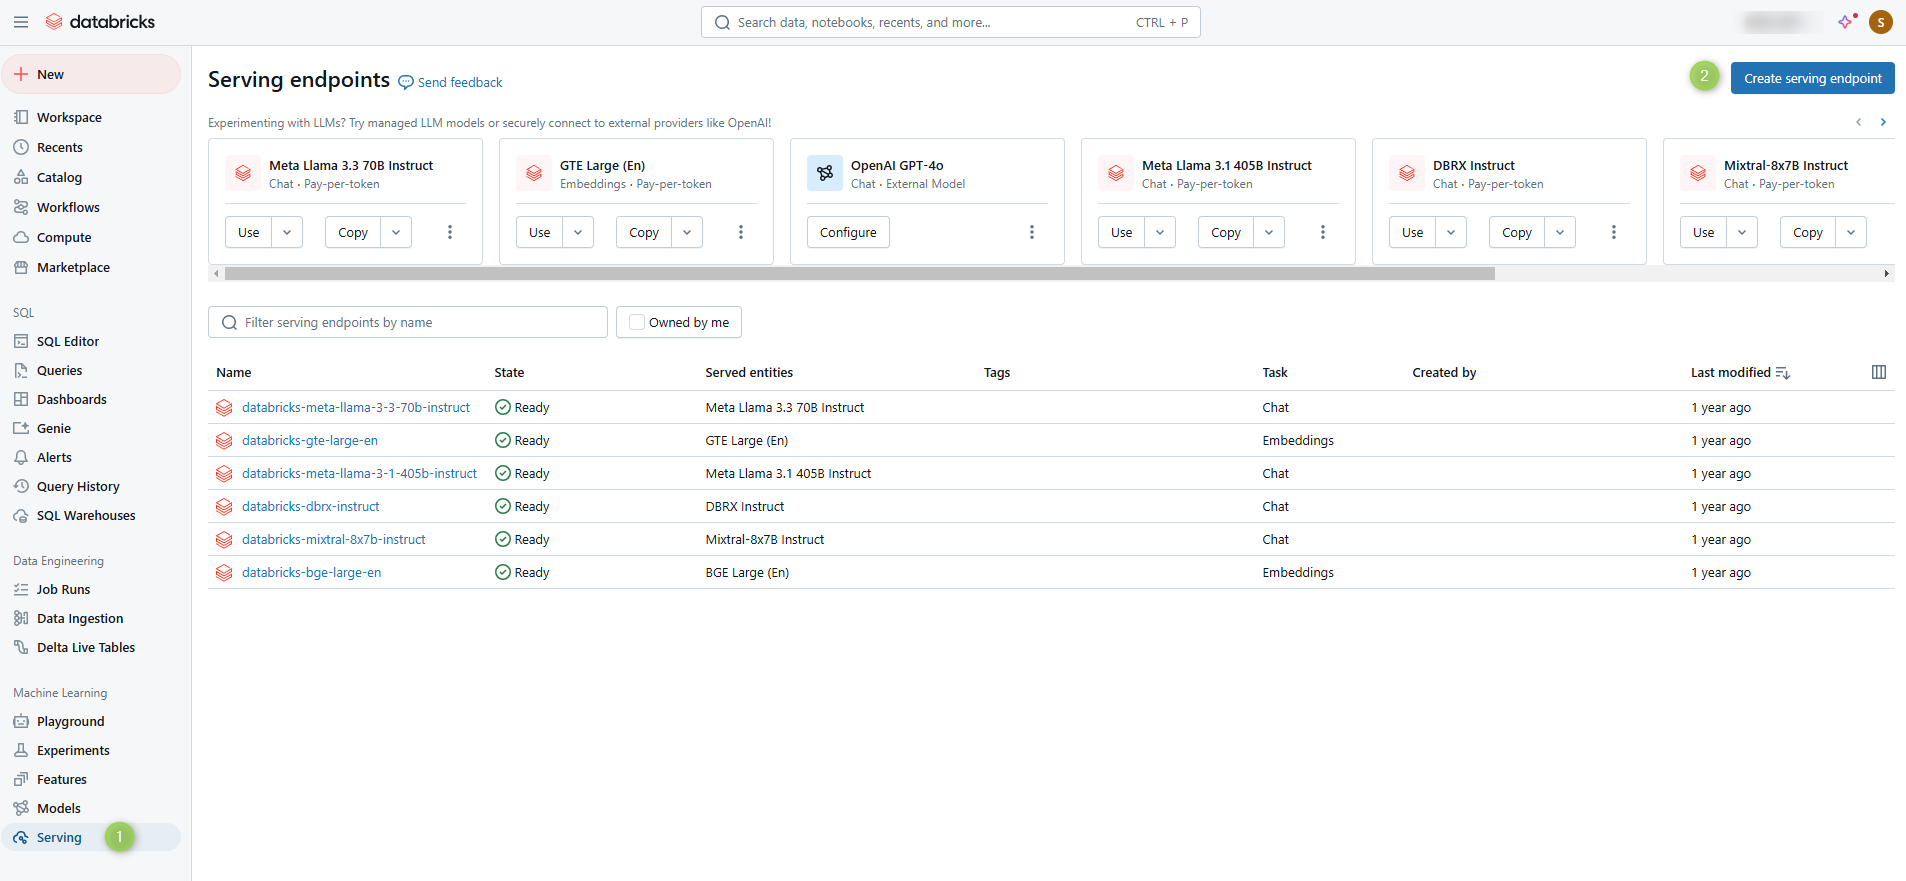 databricks
Search data, notebooks, recents, and more...
CTRL + P
S
New
Workspace
Recents
Catalog
Workflows
Compute
Marketplace
SQL
SQL Editor
Queries
Dashboards
Genie
Alerts
Query History
SQL Warehouses
Data Engineering
Job Runs
Data Ingestion
Delta Live Tables
Machine Learning
Playground
Experiments
Features
Models
Serving 1
Serving endpoints Send feedback
2 Create serving endpoint
Experimenting with LLMs? Try managed LLM models or securely connect to external providers like OpenAI!
Meta Llama 3.3 70B Instruct
Chat • Pay-per-token
Use Copy
GTE Large (En)
Embeddings • Pay-per-token
Use Copy
OpenAI GPT-4o
Chat • External Model
Configure
Meta Llama 3.1 405B Instruct
Chat • Pay-per-token
Use Copy
DBRX Instruct
Chat • Pay-per-token
Use Copy
Mixtral-8x7B Instruct
Chat • Pay-per-token
Use Copy
Filter serving endpoints by name
Owned by me
Name State Served entities Tags Task Created by Last modified
databricks-meta-llama-3-3-70b-instruct Ready Meta Llama 3.3 70B Instruct Chat 1 year ago
databricks-gte-large-en Ready GTE Large (En) Embeddings 1 year ago
databricks-meta-llama-3-1-405b-instruct Ready Meta Llama 3.1 405B Instruct Chat 1 year ago
databricks-dbrx-instruct Ready DBRX Instruct Chat 1 year ago
databricks-mixtral-8x7b-instruct Ready Mixtral-8x7B Instruct Chat 1 year ago
databricks-bge-large-en Ready BGE Large (En) Embeddings 1 year ago